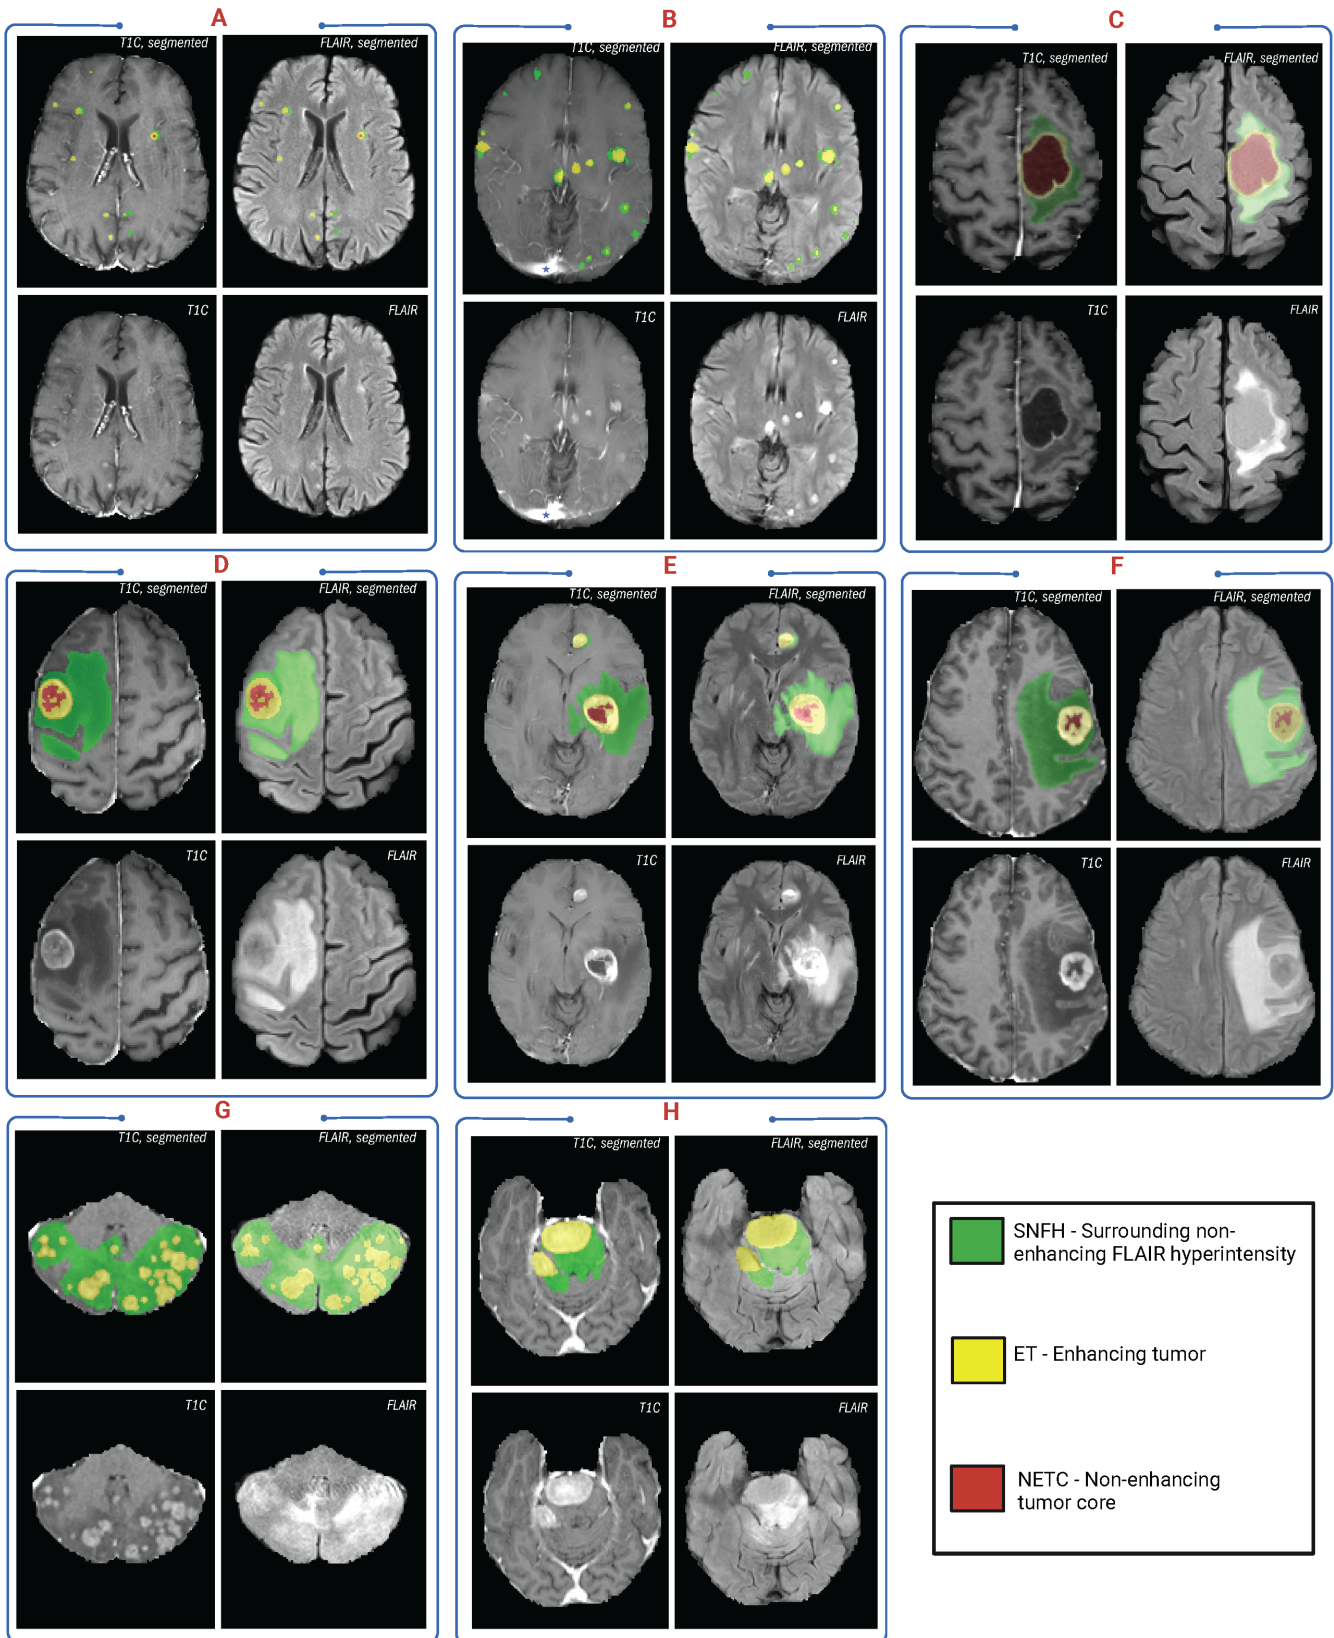 A
T1C, segmented
FLAIR, segmented
T1C
FLAIR
B
T1C, segmented
FLAIR, segmented
T1C
FLAIR
C
T1C, segmented
FLAIR, segmented
T1C
FLAIR
D
T1C, segmented
FLAIR, segmented
T1C
FLAIR
E
T1C, segmented
FLAIR, segmented
T1C
FLAIR
F
T1C, segmented
FLAIR, segmented
T1C
FLAIR
G
T1C, segmented
FLAIR, segmented
T1C
FLAIR
H
T1C, segmented
FLAIR, segmented
T1C
FLAIR
SNFH - Surrounding non-
enhancing FLAIR hyperintensity
ET - Enhancing tumor
NETC - Non-enhancing
tumor core